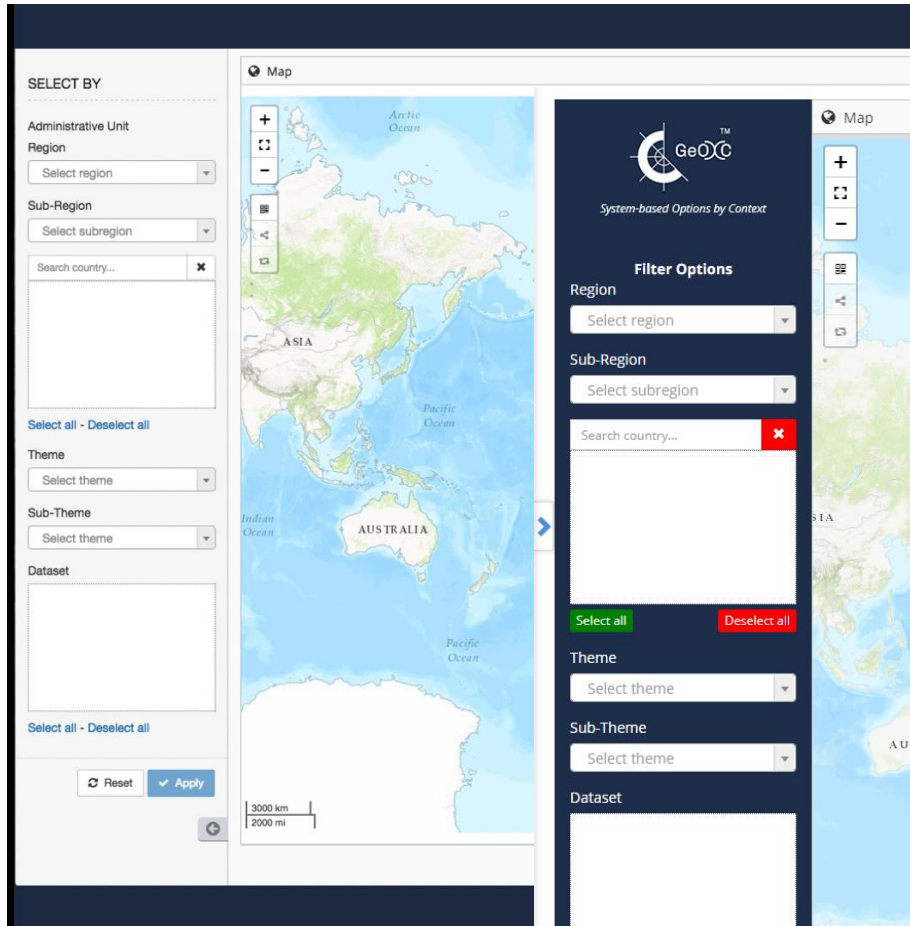 SELECT BY
Administrative Unit
Region
Select region
Sub-Region
Select subregion
Search country...
Select all - Deselect all
Theme
Select theme
Sub-Theme
Select theme
Dataset
Select all - Deselect all
Reset
Apply
Map
Arctic
Ocean
ASIA
Pacific
Ocean
Indian
Ocean
AUSTRALIA
Pacific
Ocean
3000 km
2000 mi
GeOXC TM
System-based Options by Context
Filter Options
Region
Select region
Sub-Region
Select subregion
Search country...
Select all
Deselect all
Theme
Select theme
Sub-Theme
Select theme
Dataset
Map
SIA
AU